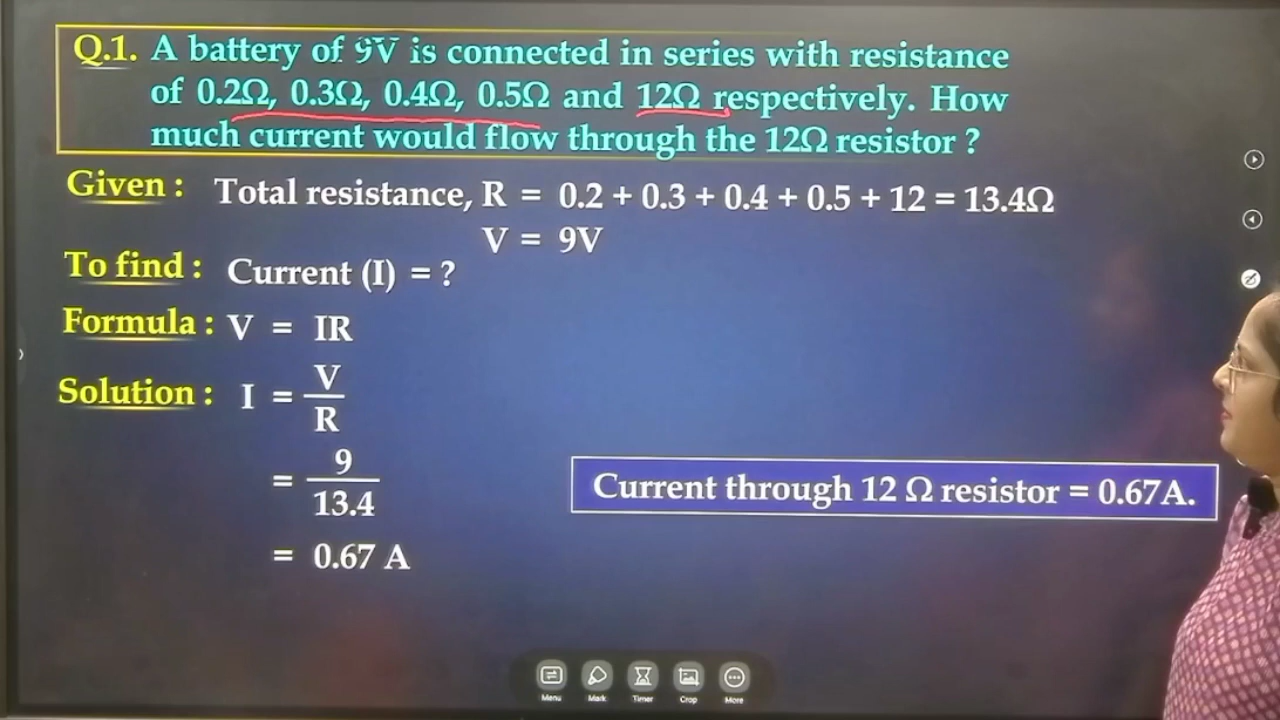 Q.1. A battery of 9V is connected in series with resistance
of 0.2Ω, 0.3Ω, 0.4Ω, 0.5Ω and 12Ω respectively. How
much current would flow through the 12Ω resistor ?
Given : Total resistance, R = 0.2 + 0.3 + 0.4 + 0.5 + 12 = 13.4Ω
V = 9V
To find : Current (I) = ?
Formula : V = IR
Solution : I = V
R
= 9
13.4
= 0.67 A
Current through 12 Ω resistor = 0.67A.
Menu Mark Timer Crop More